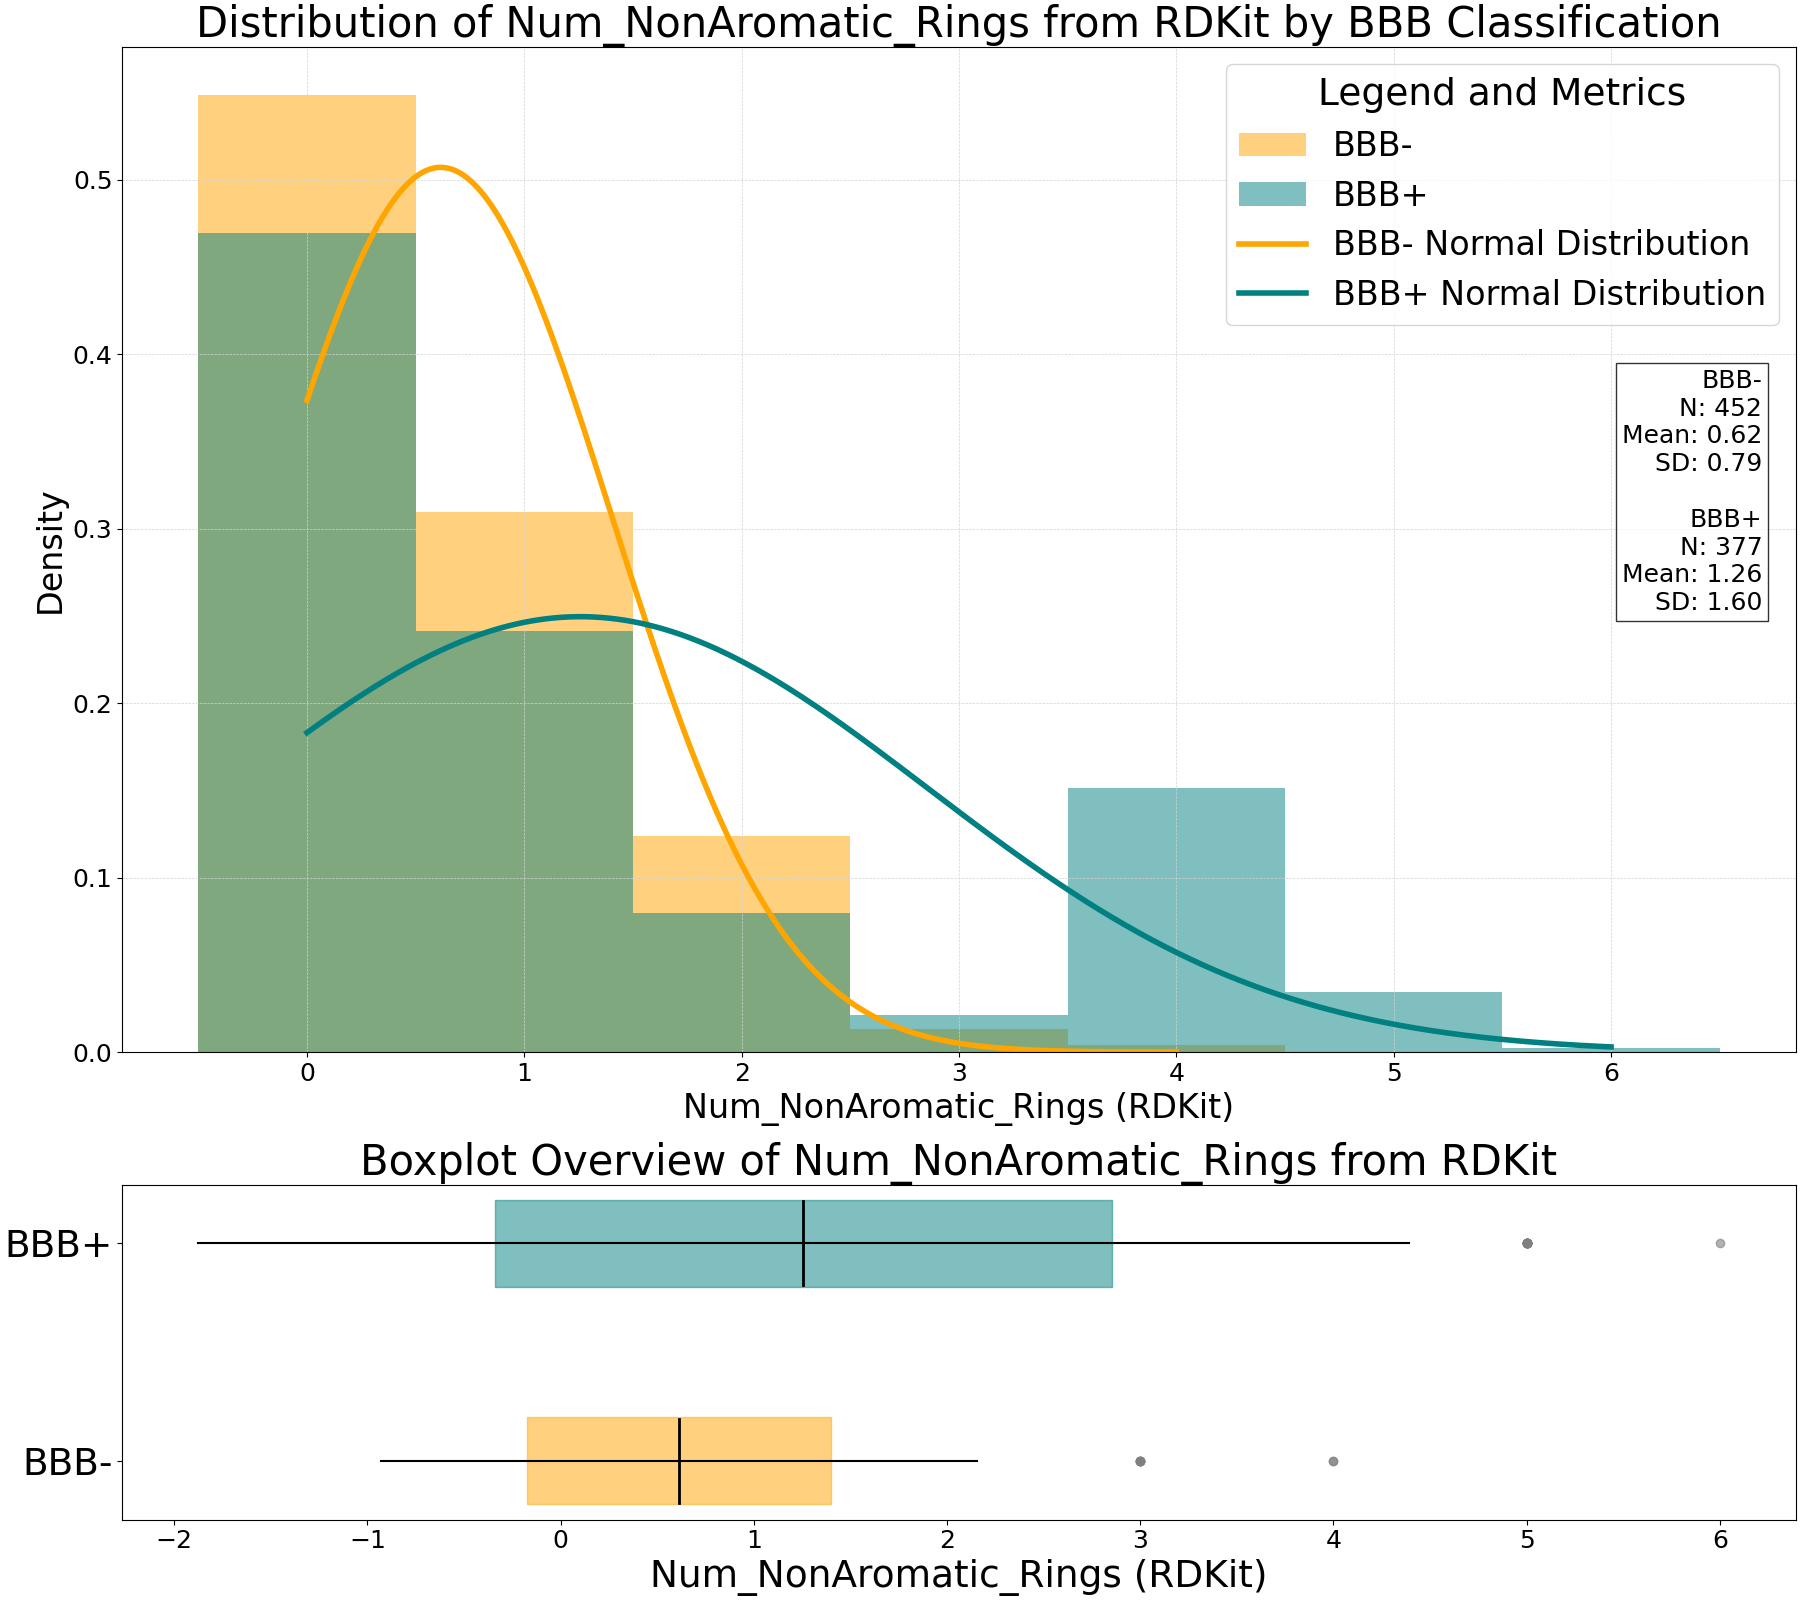 Distribution of Num_NonAromatic_Rings from RDKit by BBB Classification
Legend and Metrics
BBB-
BBB+
BBB- Normal Distribution
BBB+ Normal Distribution
BBB-
N: 452
Mean: 0.62
SD: 0.79
BBB+
N: 377
Mean: 1.26
SD: 1.60
Density
0.5
0.4
0.3
0.2
0.1
0.0
0 1 2 3 4 5 6
Num_NonAromatic_Rings (RDKit)
Boxplot Overview of Num_NonAromatic_Rings from RDKit
BBB+
BBB-
−2 −1 0 1 2 3 4 5 6
Num_NonAromatic_Rings (RDKit)